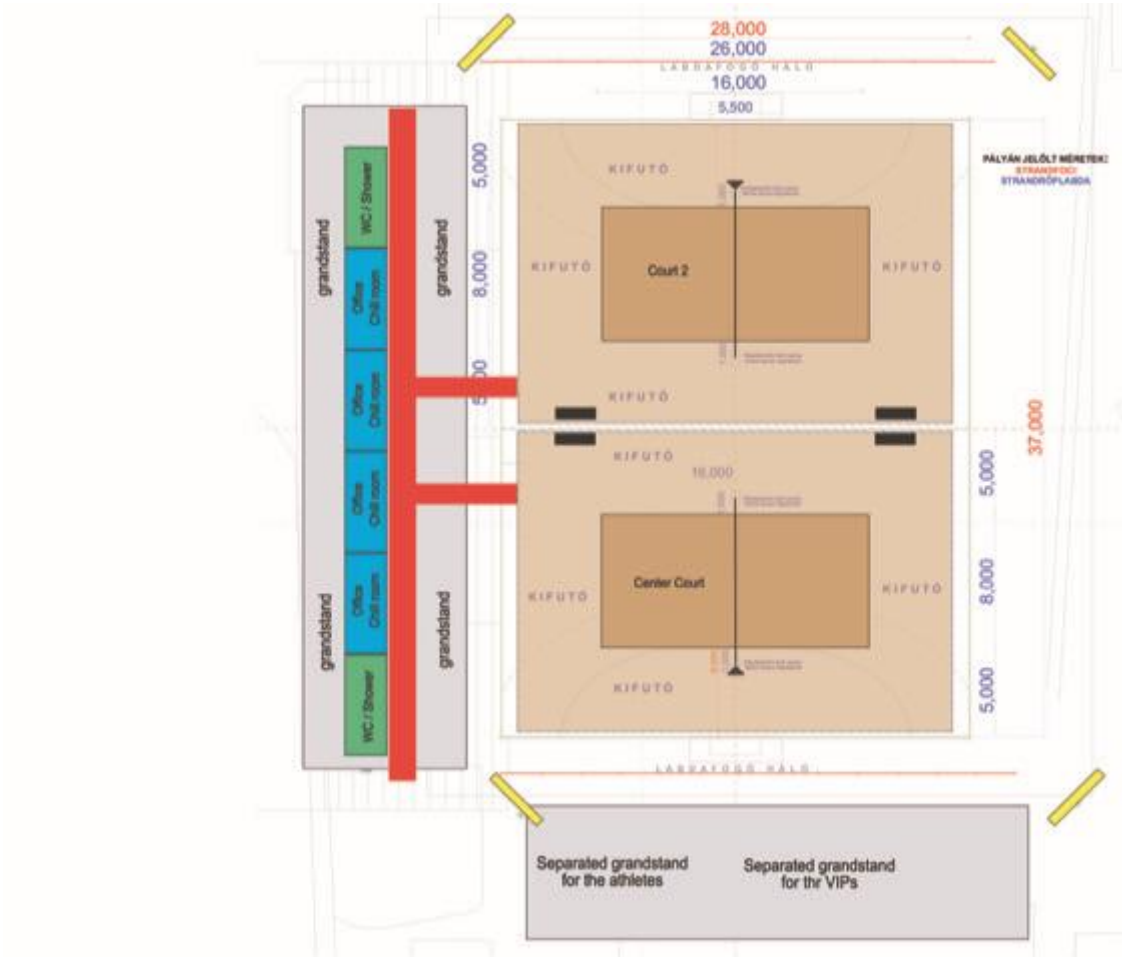 28,000
26,000
LABDAFOGÓ HÁLÓ
16,000
5,500
PÁLYÁN JELÖLT MÉRETEK:
STRANDFOCI
STRANDRÖPLABDA
grandstand
grandstand
WC / Shower
Office
Chill room
Office
Chill room
Office
Chill room
Office
Chill room
WC / Shower
grandstand
grandstand
5,000
8,000
KIFUTÓ
KIFUTÓ
Court 2
KIFUTÓ
KIFUTÓ
37,000
KIFUTÓ
16,000
5,000
KIFUTÓ
Center Court
KIFUTÓ
8,000
KIFUTÓ
5,000
LABDAFOGÓ HÁLÓ
Separated grandstand
for the athletes
Separated grandstand
for thr VIPs